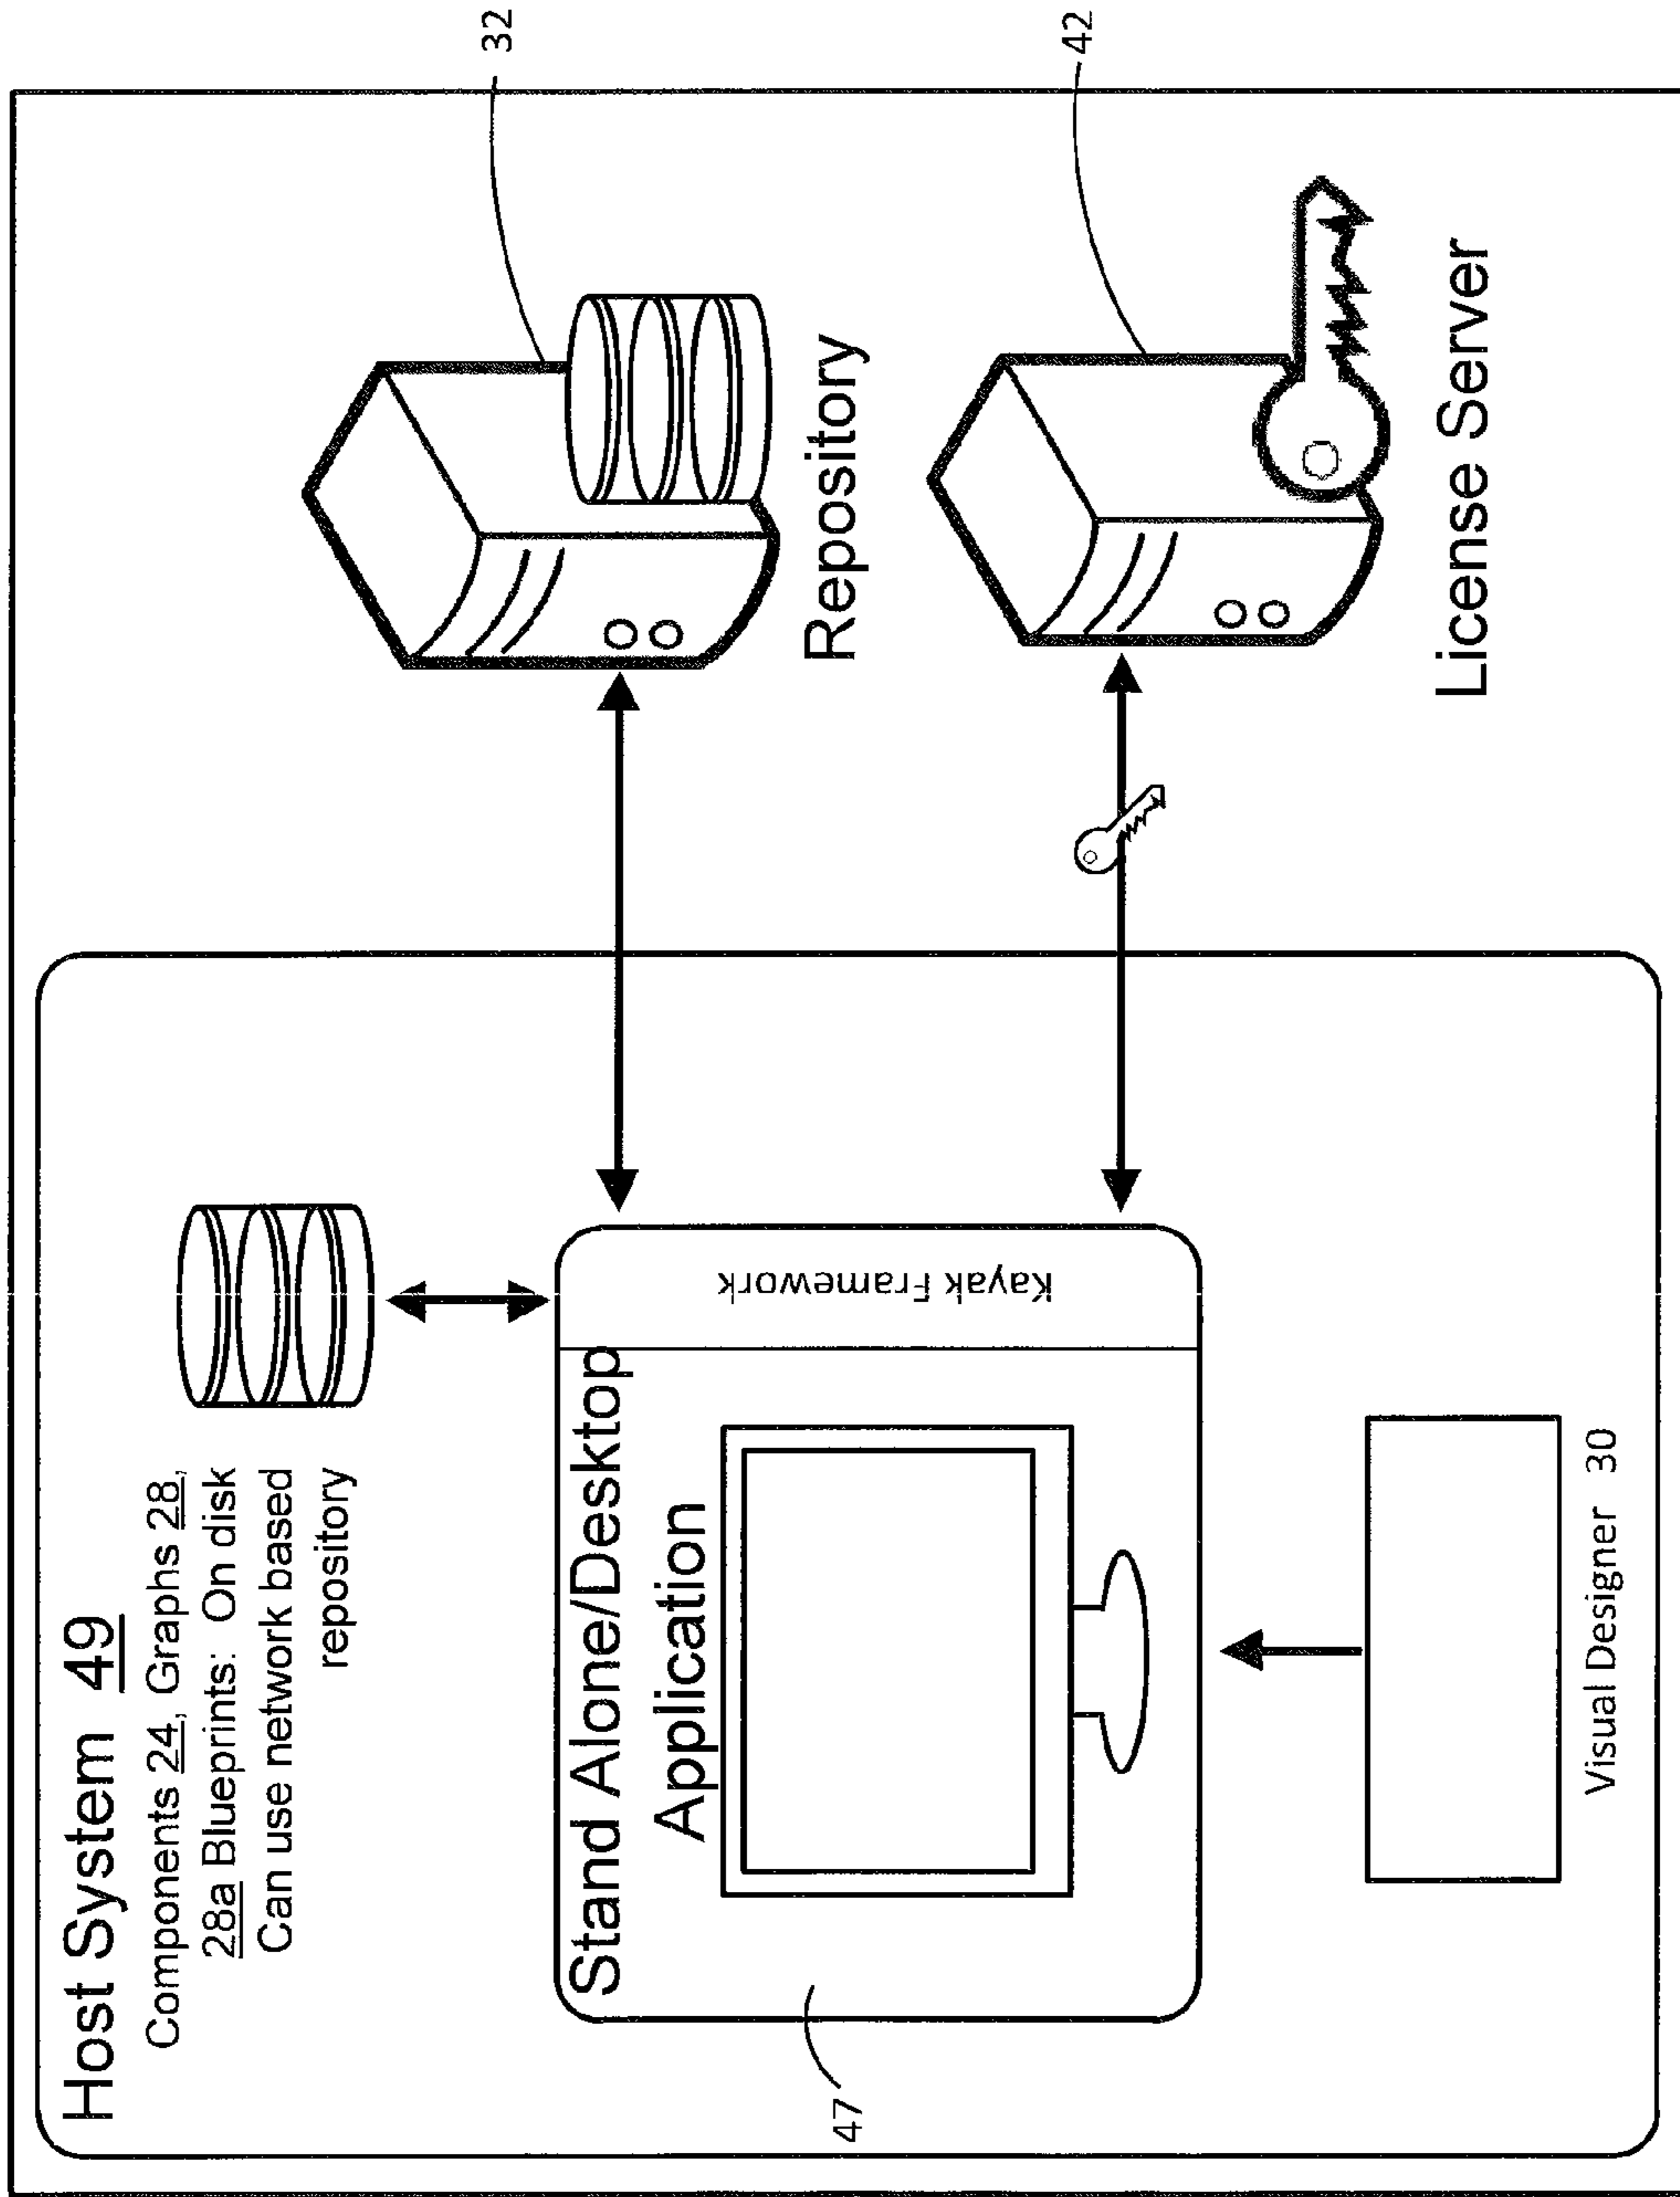 Host System 49
Components 24, Graphs 28,
28a Blueprints: On disk
Can use network based
repository
Stand Alone/Desktop
Application
Kayak Framework
47
Visual Designer 30
32
Repository
42
License Server